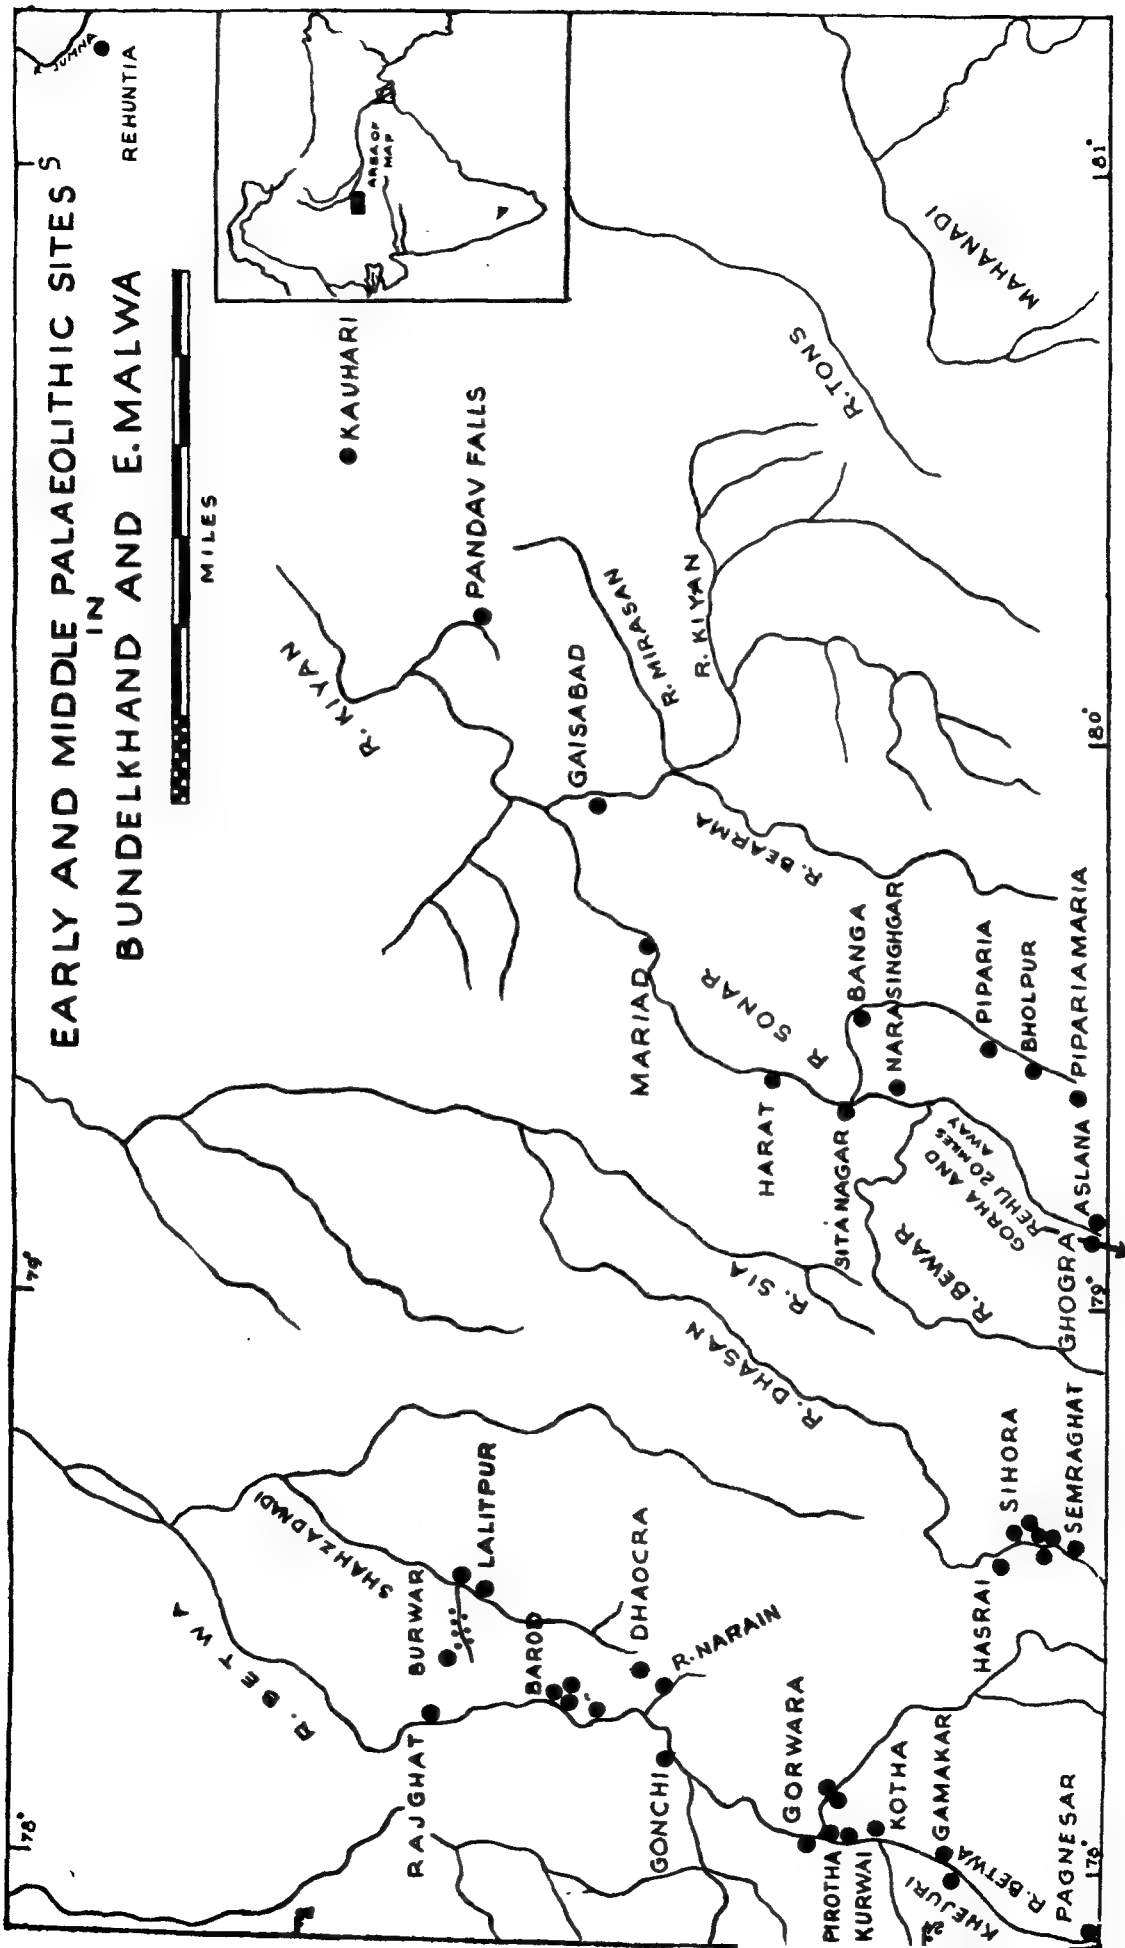 EARLY AND MIDDLE PALAEOLITHIC SITES
IN
BUNDELKHAND AND E.MALWA
MILES
AREA OF
MAP
R. JUMNA
REHUNTIA
KAUHARI
PANDAV FALLS
R. KIYAN
GAISABAD
R. MIRASAN
R. KIYAN
R. TONS
MAHANADI
R. BEARMA
MARIAD
R SONAR
HARAT
BANGA
NARASINGHGAR
SITANAGAR
PIPARIA
BHOLPUR
PIPARIAMARIA
ASLANA
GORHA AND
REHLI 20 MILES
AWAY
GHOGRA
R. BEWAR
R. SIA
R. DHASAN
SIHORA
SEMRAGHAT
HASRAI
R. BETWA
SHAHZADNADI
LALITPUR
BURWAR
BAROD
DHAOCRA
R. NARAIN
RAJGHAT
GONCHI
GORWARA
PIROTHA
KURWAI
KOTHA
GAMAKAR
KHEJURI
R. BETWA
PAGNESAR
78°
79°
79°
80°
81°